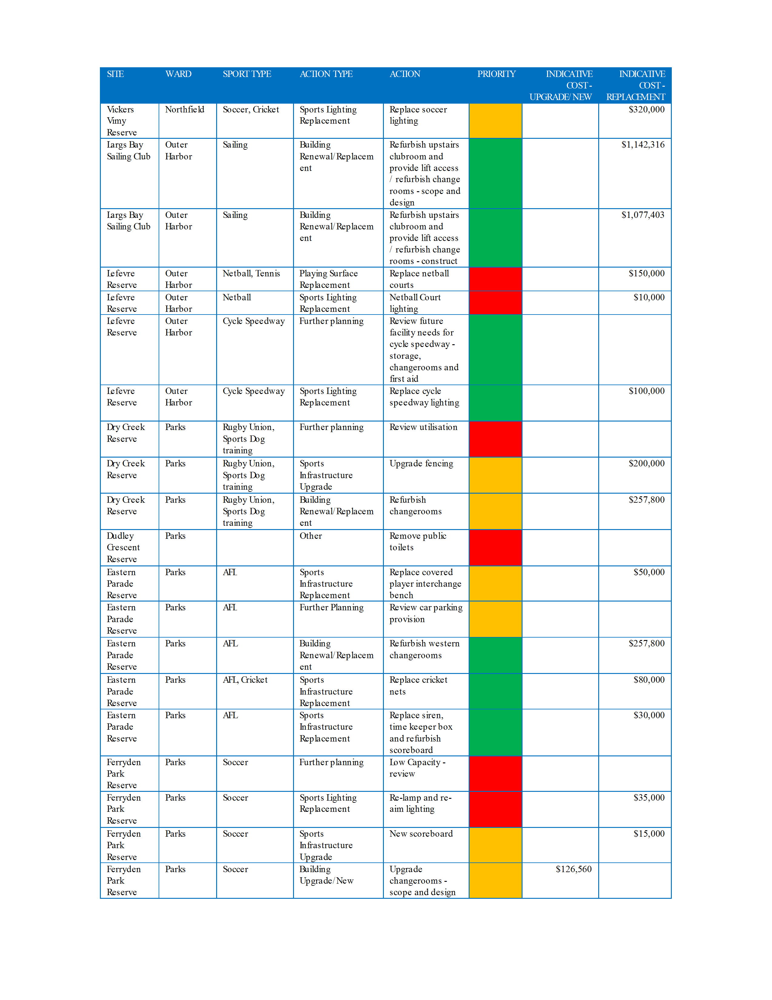 SITE WARD SPORT TYPE ACTION TYPE ACTION PRIORITY INDICATIVE INDICATIVE
COST - COST -
UPGRADE/NEW REPLACEMENT
Vickers Northfield Soccer, Cricket Sports Lighting Replace soccer $320,000
Vimy Replacement lighting
Reserve
Largs Bay Outer Sailing Building Refurbish upstairs $1,142,316
Sailing Club Harbor Renewal/Replacem clubroom and
ent provide lift access
/ refurbish change
rooms - scope and
design
Largs Bay Outer Sailing Building Refurbish upstairs $1,077,403
Sailing Club Harbor Renewal/Replacem clubroom and
ent provide lift access
/ refurbish change
rooms - construct
Lefevre Outer Netball, Tennis Playing Surface Replace netball $150,000
Reserve Harbor Replacement courts
Lefevre Outer Netball Sports Lighting Netball Court $10,000
Reserve Harbor Replacement lighting
Lefevre Outer Cycle Speedway Further planning Review future
Reserve Harbor facility needs for
cycle speedway -
storage,
changerooms and
first aid
Lefevre Outer Cycle Speedway Sports Lighting Replace cycle $100,000
Reserve Harbor Replacement speedway lighting
Dry Creek Parks Rugby Union, Further planning Review utilisation
Reserve Sports Dog
training
Dry Creek Parks Rugby Union, Sports Upgrade fencing $200,000
Reserve Sports Dog Infrastructure
training Upgrade
Dry Creek Parks Rugby Union, Building Refurbish $257,800
Reserve Sports Dog Renewal/Replacem changerooms
training ent
Dudley Parks Other Remove public
Crescent toilets
Reserve
Eastern Parks AFL Sports Replace covered $50,000
Parade Infrastructure player interchange
Reserve Replacement bench
Eastern Parks AFL Further Planning Review car parking
Parade provision
Reserve
Eastern Parks AFL Building Refurbish western $257,800
Parade Renewal/Replacem changerooms
Reserve ent
Eastern Parks AFL, Cricket Sports Replace cricket $80,000
Parade Infrastructure nets
Reserve Replacement
Eastern Parks AFL Sports Replace siren, $30,000
Parade Infrastructure time keeper box
Reserve Replacement and refurbish
scoreboard
Ferryden Parks Soccer Further planning Low Capacity -
Park review
Reserve
Ferryden Parks Soccer Sports Lighting Re-lamp and re- $35,000
Park Replacement aim lighting
Reserve
Ferryden Parks Soccer Sports New scoreboard $15,000
Park Infrastructure
Reserve Upgrade
Ferryden Parks Soccer Building Upgrade $126,560
Park Upgrade/New changerooms -
Reserve scope and design